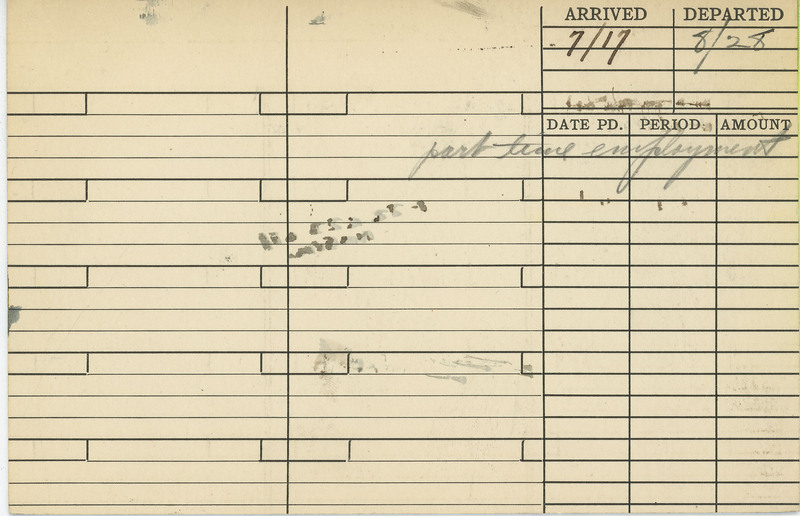 ARRIVED DEPARTED
7/17 8/28
DATE PD. PERIOD AMOUNT
part time employment